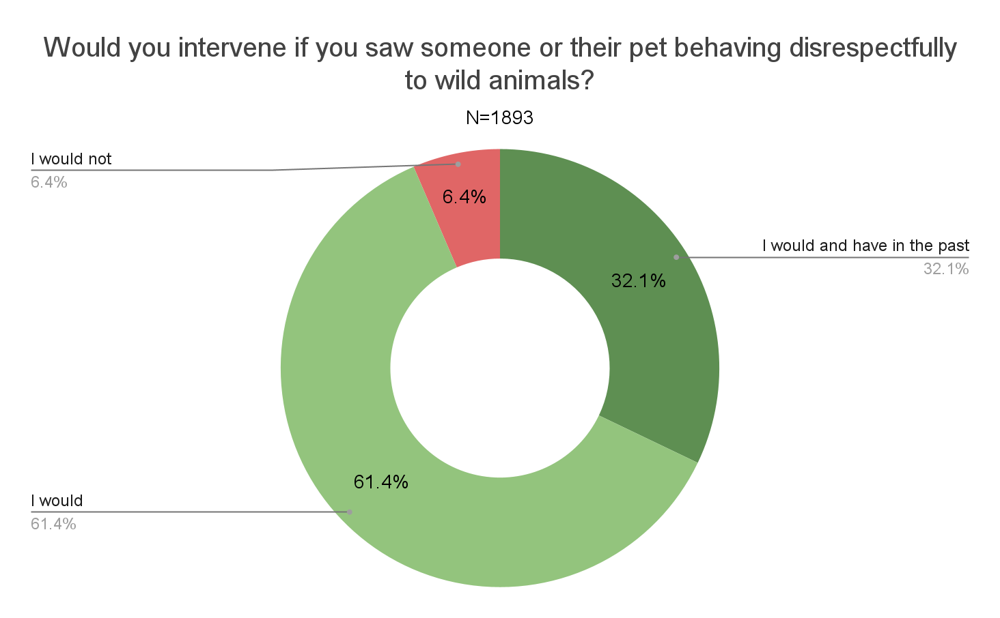 Would you intervene if you saw someone or their pet behaving disrespectfully
to wild animals?
N=1893
I would not
6.4%
6.4%
I would and have in the past
32.1%
32.1%
61.4%
I would
61.4%